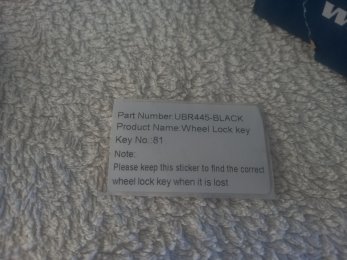 Part Number:UBR445-BLACK
Product Name:Wheel Lock key
Key No.:81
Note:
Please keep this sticker to find the correct
wheel lock key when it is lost